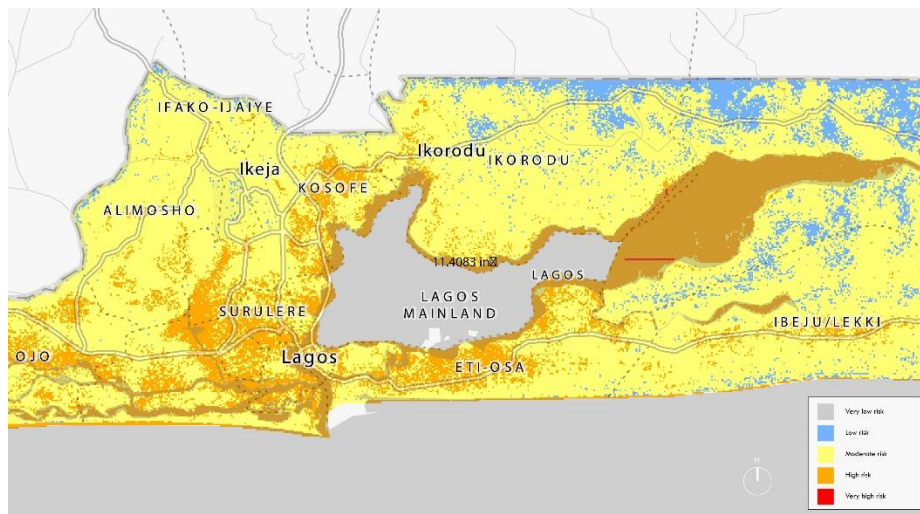 IFAKO-IJAIYE
Ikeja
Ikorodu
IKORODU
KOSOFE
ALIMOSHO
11.4083 in
LAGOS
LAGOS
MAINLAND
SURULERE
IBEJU/LEKKI
OJO
Lagos
ETI-OSA
Very low risk
Low risk
Moderate risk
High risk
Very high risk
N